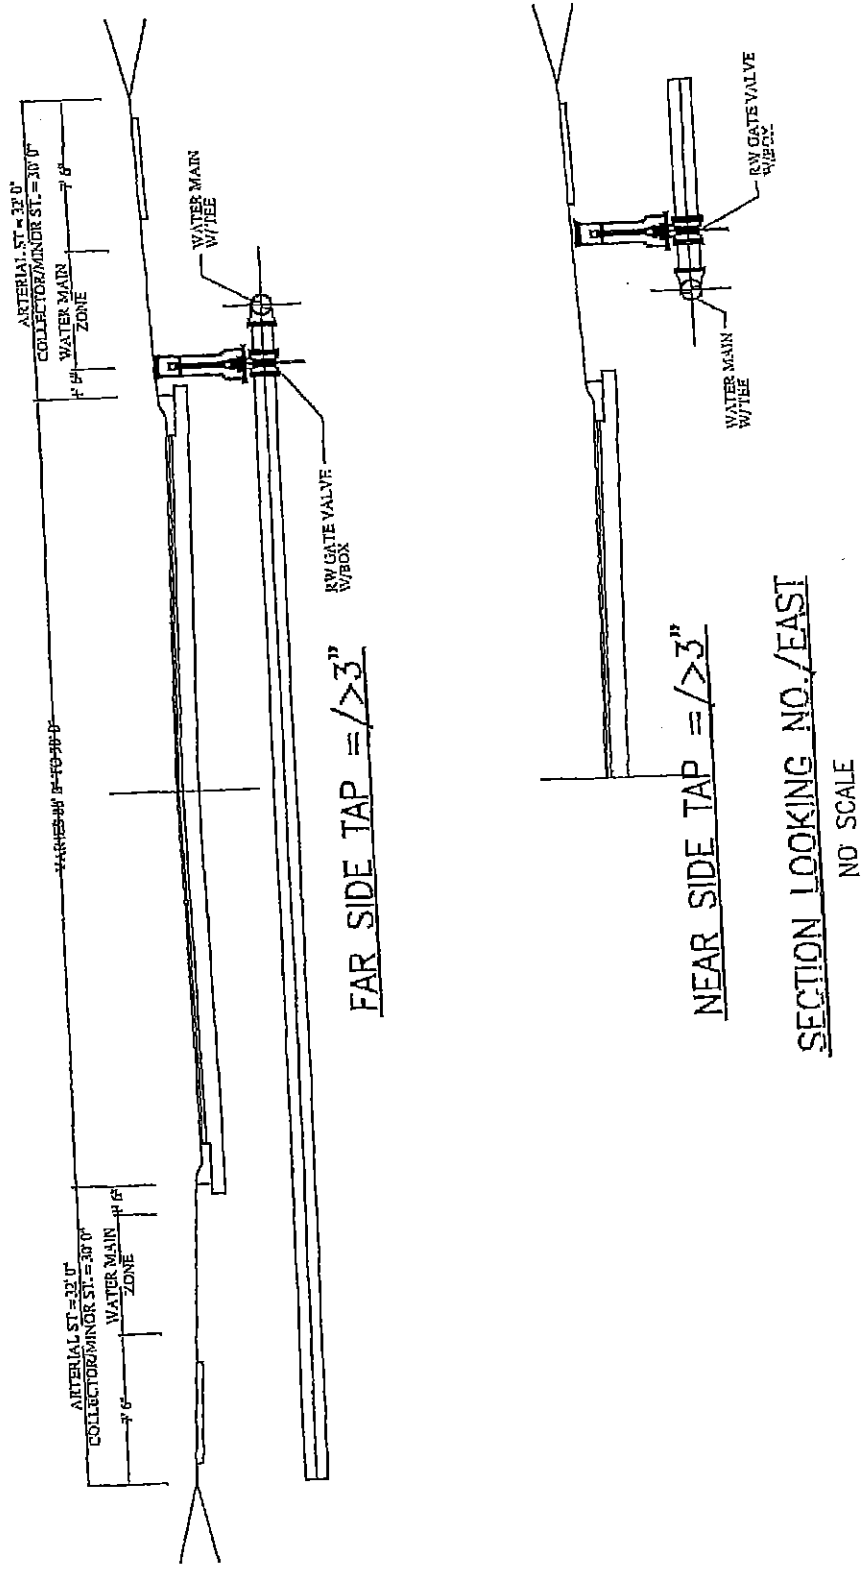 ARTERIAL ST = 32' 0"
COLLECTOR/MINOR ST. = 30' 0"
WATER MAIN
ZONE
ARTERIAL ST = 32' 0"
COLLECTOR/MINOR ST. = 30' 0"
WATER MAIN
ZONE
WATER MAIN
W/TEE
RW GATE VALVE
W/BOX
FAR SIDE TAP =/>3"
RW GATE VALVE
W/BOX
WATER MAIN
W/TEE
NEAR SIDE TAP =/>3"
SECTION LOOKING NO./EAST
NO SCALE